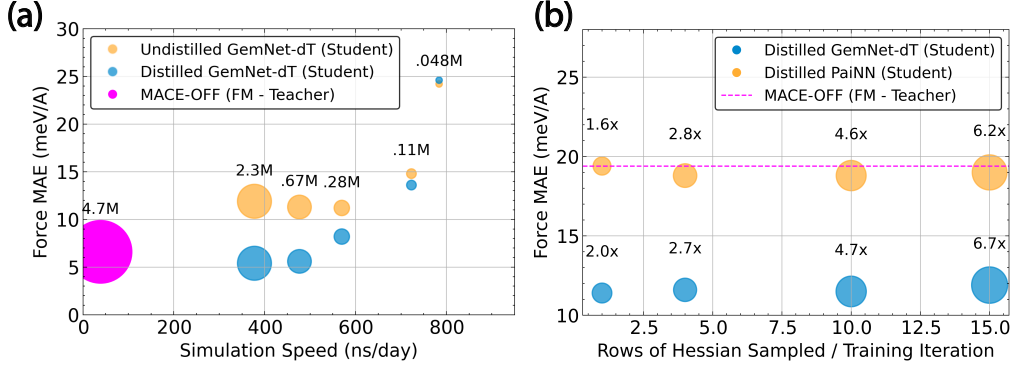 (a)
Force MAE (meV/A)
30
25
20
15
10
5
0
Undistilled GemNet-dT (Student)
Distilled GemNet-dT (Student)
MACE-OFF (FM - Teacher)
.048M
.11M
2.3M
.67M
.28M
4.7M
0
200
400
600
800
Simulation Speed (ns/day)
(b)
Force MAE (meV/A)
25
20
15
10
Distilled GemNet-dT (Student)
Distilled PaiNN (Student)
MACE-OFF (FM - Teacher)
1.6x
2.8x
4.6x
6.2x
2.0x
2.7x
4.7x
6.7x
2.5
5.0
7.5
10.0
12.5
15.0
Rows of Hessian Sampled / Training Iteration